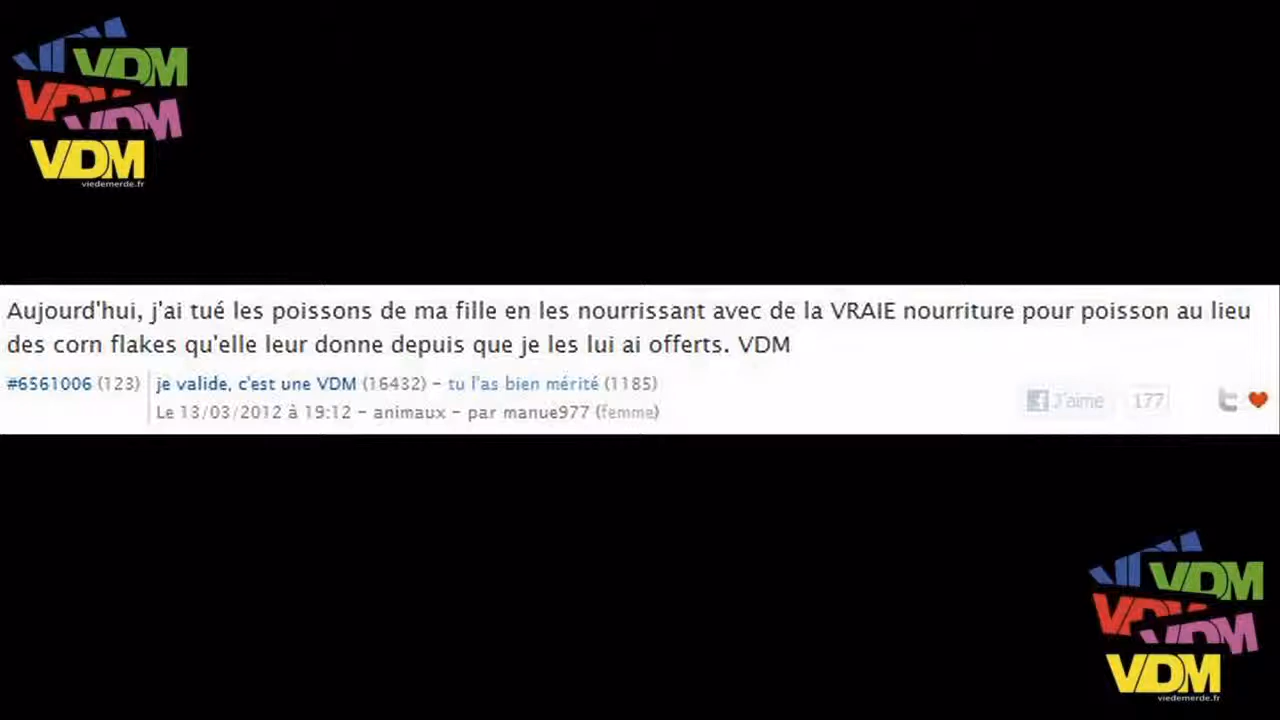 VDM
VDM
VDM
VDM
viedemerde.fr
Aujourd'hui, j'ai tué les poissons de ma fille en les nourrissant avec de la VRAIE nourriture pour poisson au lieu
des corn flakes qu'elle leur donne depuis que je les lui ai offerts. VDM
#6561006 (123) je valide, c'est une VDM (16432) - tu l'as bien mérité (1185)
Le 13/03/2012 à 19:12 - animaux - par manue977 (femme)
J'aime 177
VDM
VDM
VDM
VDM
viedemerde.fr